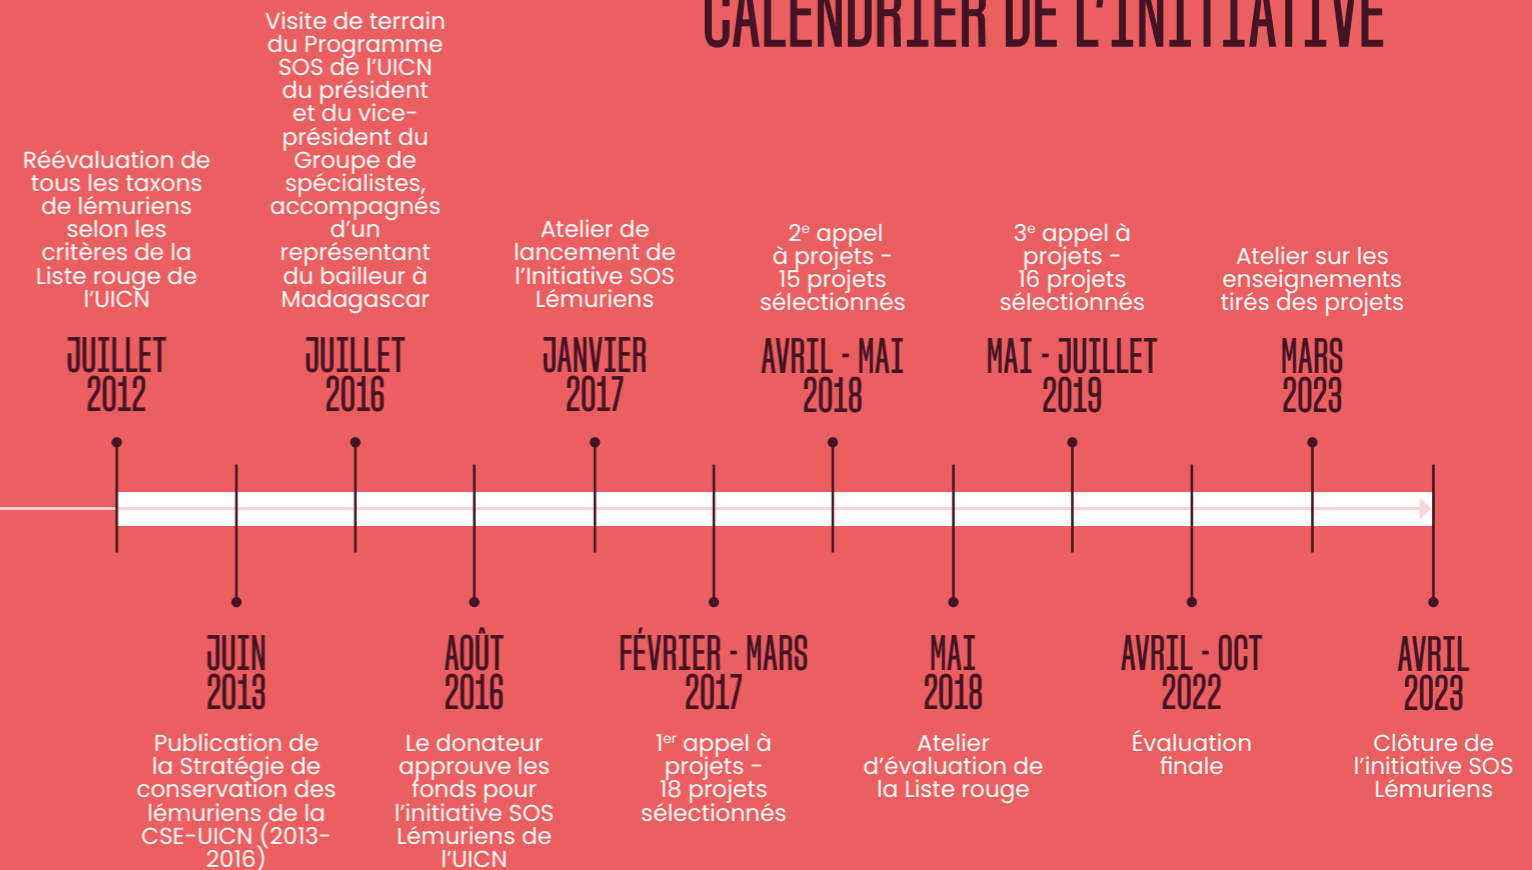 CALENDRIER DE L'INITIATIVE
Réévaluation de
tous les taxons
de lémuriens
selon les
critères de la
Liste rouge de
l'UICN
JUILLET
2012
Visite de terrain
du Programme
SOS de l'UICN
du président
et du vice-
président du
Groupe de
spécialistes,
accompagnés
d'un
représentant
du bailleur à
Madagascar
JUILLET
2016
Atelier de
lancement de
l'Initiative SOS
Lémuriens
JANVIER
2017
2e appel
à projets -
15 projets
sélectionnés
AVRIL - MAI
2018
3e appel à
projets -
16 projets
sélectionnés
MAI - JUILLET
2019
Atelier sur les
enseignements
tirés des projets
MARS
2023
JUIN
2013
Publication de
la Stratégie de
conservation des
lémuriens de la
CSE-UICN (2013-
2016)
AOÛT
2016
Le donateur
approuve les
fonds pour
l'initiative SOS
Lémuriens de
l'UICN
FÉVRIER - MARS
2017
1er appel à
projets -
18 projets
sélectionnés
MAI
2018
Atelier
d'évaluation de
la Liste rouge
AVRIL - OCT
2022
Évaluation
finale
AVRIL
2023
Clôture de
l'initiative SOS
Lémuriens